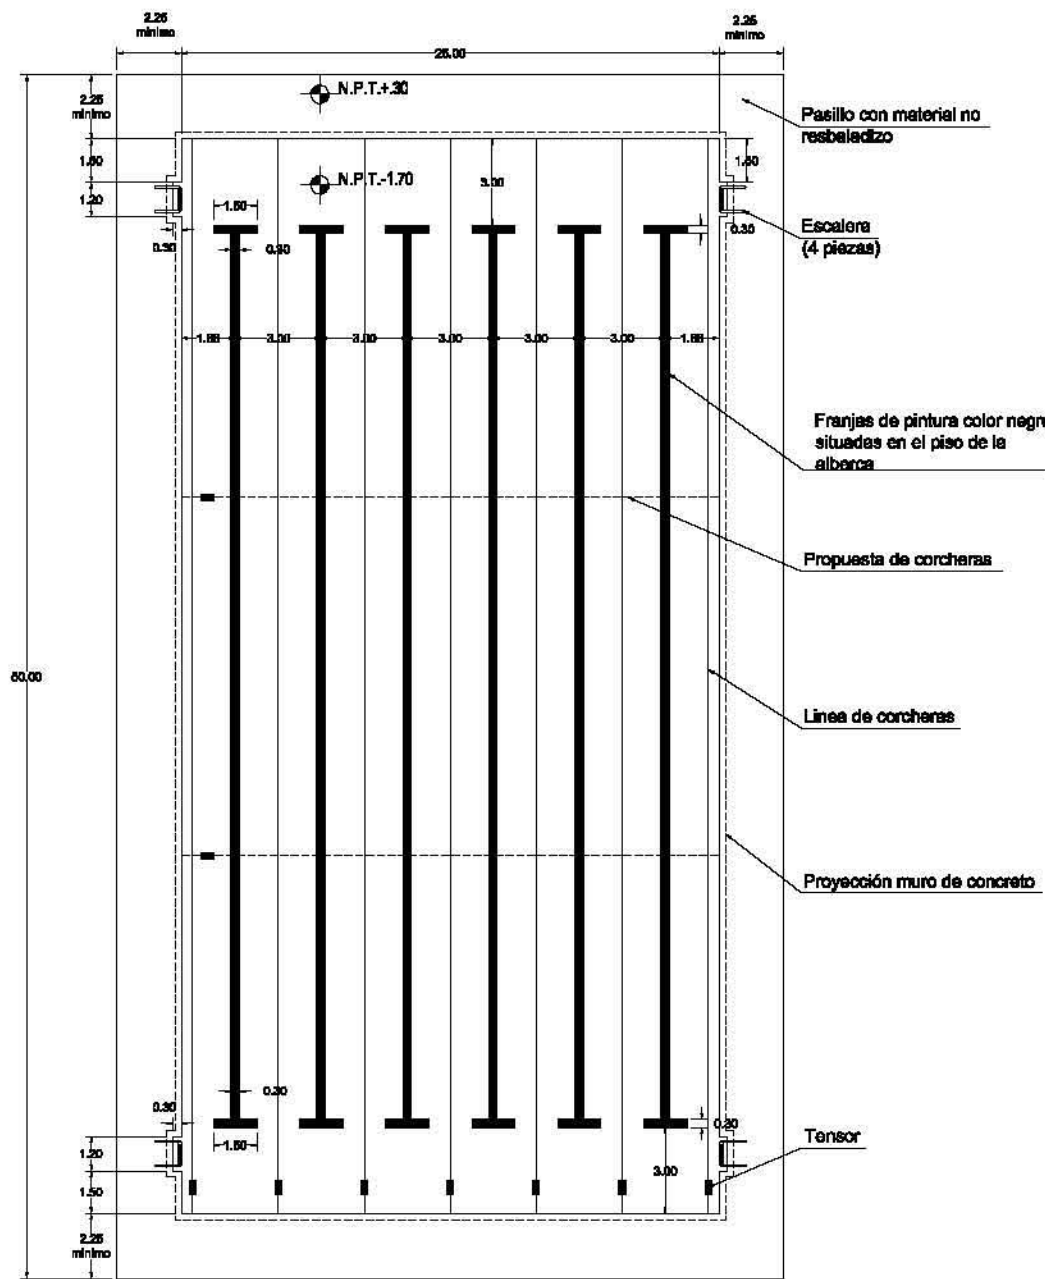 2.25
mínimo
25.00
2.25
mínimo
N.P.T.+.30
2.25
mínimo
Pasillo con material no
resbaladizo
1.50
1.50
N.P.T.-1.70
3.00
1.20
1.50
Escalera
(4 piezas)
0.30
0.30
0.30
1.88
3.00
3.00
3.00
3.00
3.00
1.88
Franjas de pintura color negro
situadas en el piso de la
alberca
Propuesta de corcheras
Linea de corcheras
Proyección muro de concreto
0.30
0.30
0.30
1.20
1.50
Tensor
3.00
1.50
2.25
mínimo